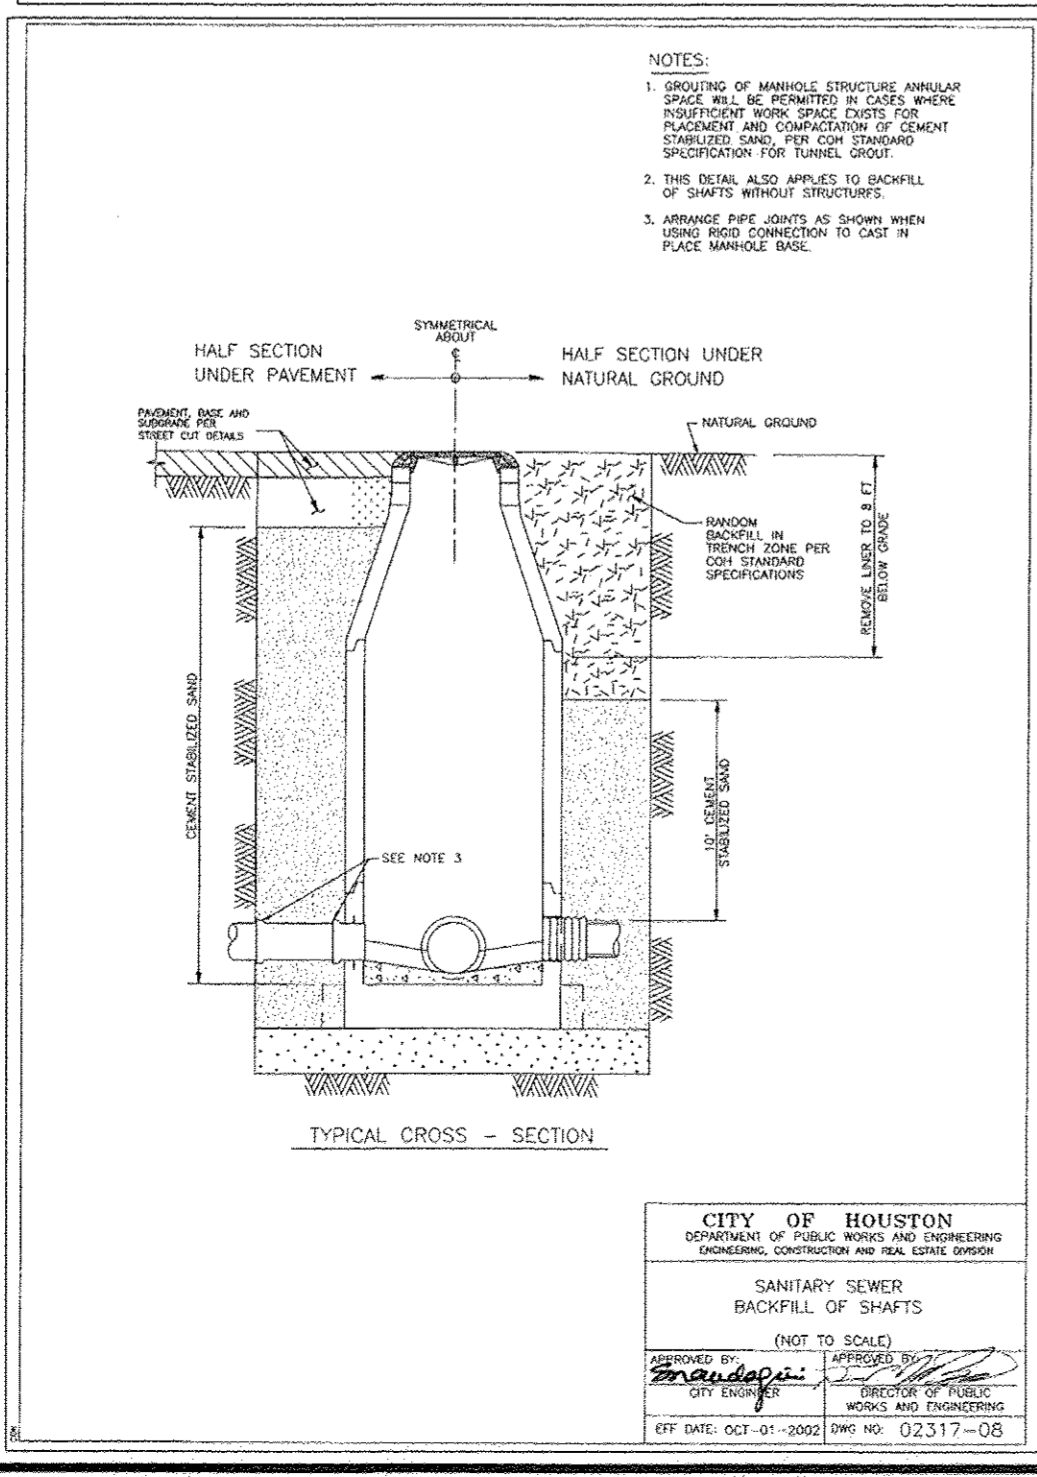 NOTES:
1. GROUTING OF MANHOLE STRUCTURE ANNULAR
SPACE WILL BE PERMITTED IN CASES WHERE
INSUFFICIENT WORK SPACE EXISTS FOR
PLACEMENT AND COMPACTATION OF CEMENT
STABILIZED SAND, PER COH STANDARD
SPECIFICATION FOR TUNNEL GROUT.
2. THIS DETAIL ALSO APPLIES TO BACKFILL
OF SHAFTS WITHOUT STRUCTURES.
3. ARRANGE PIPE JOINTS AS SHOWN WHEN
USING RIGID CONNECTION TO CAST IN
PLACE MANHOLE BASE.
SYMMETRICAL
ABOUT
℄
HALF SECTION
UNDER PAVEMENT
HALF SECTION UNDER
NATURAL GROUND
PAVEMENT, BASE AND
SUBGRADE PER
STREET CUT DETAILS
NATURAL GROUND
RANDOM
BACKFILL IN
TRENCH ZONE PER
COH STANDARD
SPECIFICATIONS
REMOVE LINER TO 8 FT
BELOW GRADE
CEMENT STABILIZED SAND
10' CEMENT
STABILIZED SAND
SEE NOTE 3
TYPICAL CROSS - SECTION
CITY OF HOUSTON
DEPARTMENT OF PUBLIC WORKS AND ENGINEERING
ENGINEERING, CONSTRUCTION AND REAL ESTATE DIVISION
SANITARY SEWER
BACKFILL OF SHAFTS
(NOT TO SCALE)
APPROVED BY:
CITY ENGINEER
APPROVED BY:
DIRECTOR OF PUBLIC
WORKS AND ENGINEERING
EFF DATE: OCT-01-2002
DWG NO: 02317-08